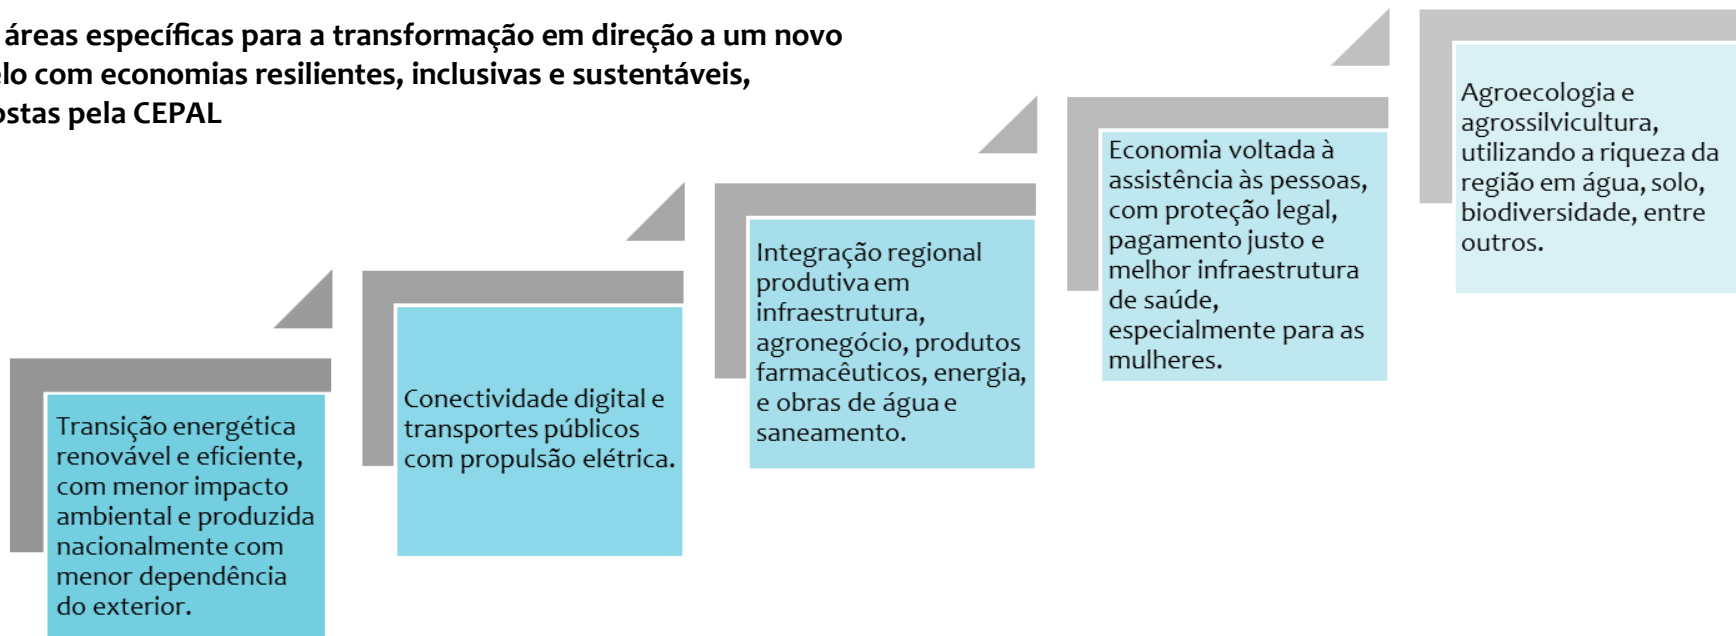 áreas específicas para a transformação em direção a um novo
com economias resilientes, inclusivas e sustentáveis,
pela CEPAL
Transição energética
renovável e eficiente,
com menor impacto
ambiental e produzida
nacionalmente com
menor dependência
do exterior.
Conectividade digital e
transportes públicos
com propulsão elétrica.
Integração regional
produtiva em
infraestrutura,
agronegócio, produtos
farmacêuticos, energia,
e obras de água e
saneamento.
Economia voltada à
assistência às pessoas,
com proteção legal,
pagamento justo e
melhor infraestrutura
de saúde,
especialmente para as
mulheres.
Agroecologia e
agrossilvicultura,
utilizando a riqueza da
região em água, solo,
biodiversidade, entre
outros.